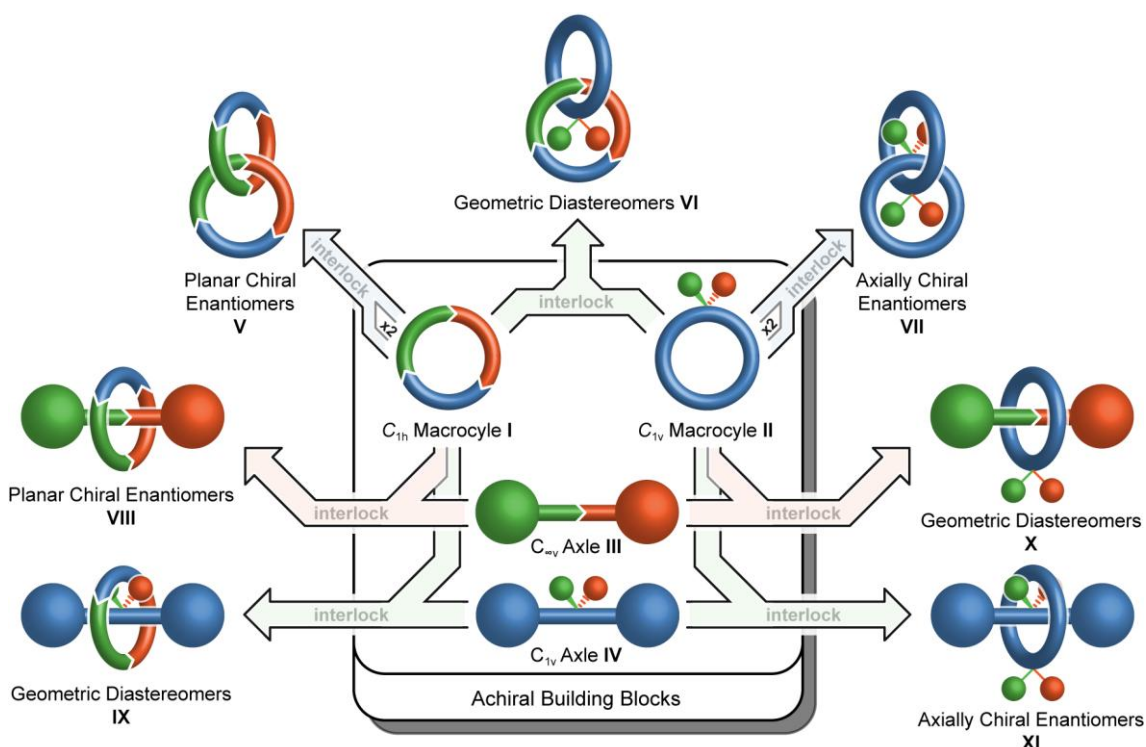 Geometric Diastereomers VI
Planar Chiral
Enantiomers
V
interlock
x2
interlock
interlock
x2
Axially Chiral
Enantiomers
VII
C1h Macrocyle I
C1v Macrocyle II
Planar Chiral Enantiomers
VIII
interlock
C∞v Axle III
interlock
Geometric Diastereomers
X
interlock
C1v Axle IV
interlock
Geometric Diastereomers
IX
Achiral Building Blocks
Axially Chiral Enantiomers
XI